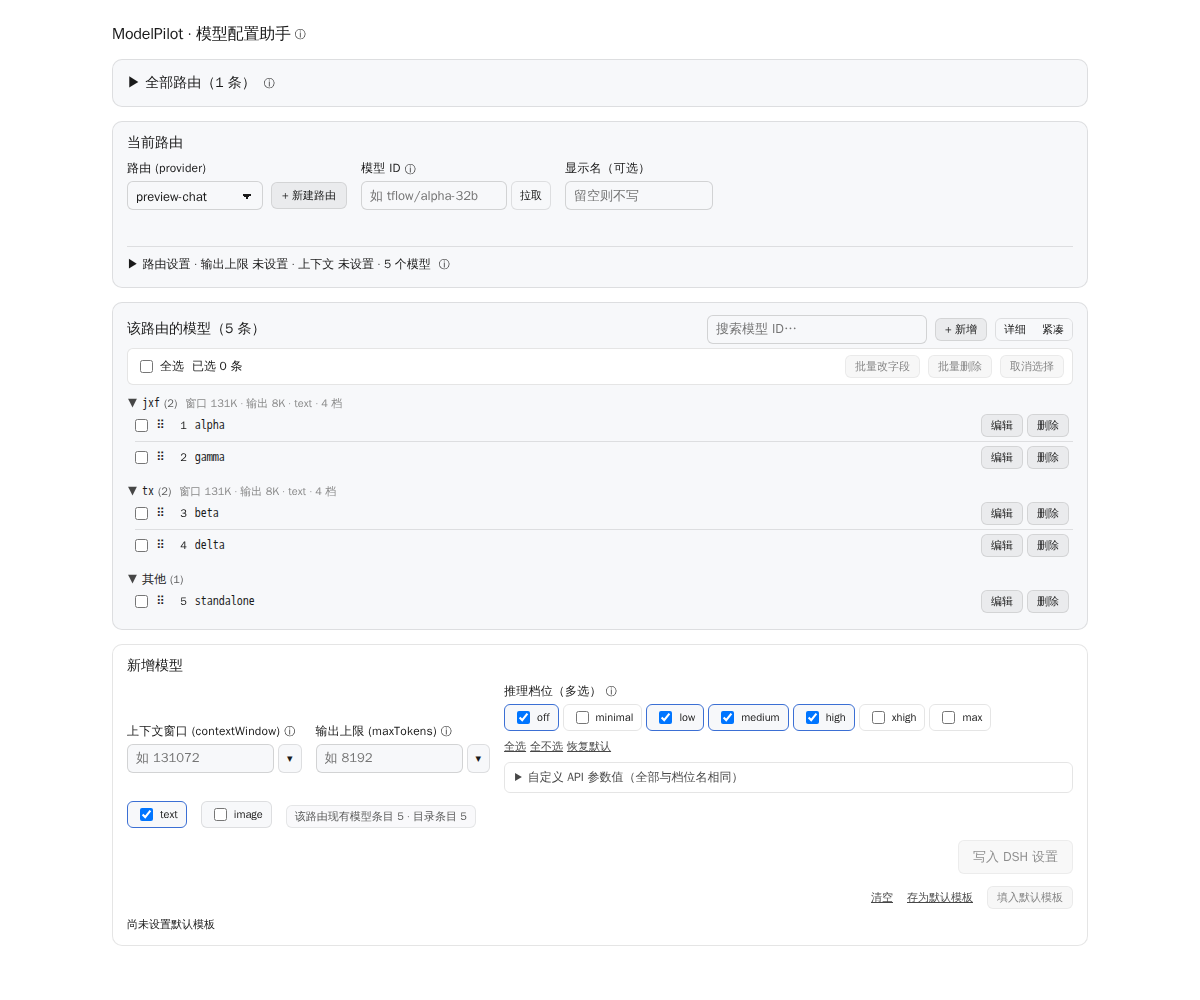 ModelPilot · 模型配置助手 ⓘ
▶ 全部路由（1 条） ⓘ
当前路由
路由 (provider) 模型 ID ⓘ 显示名（可选）
preview-chat + 新建路由 如 tflow/alpha-32b 拉取 留空则不写
▶ 路由设置 · 输出上限 未设置 · 上下文 未设置 · 5 个模型 ⓘ
该路由的模型（5 条） 搜索模型 ID… + 新增 详细 紧凑
全选 已选 0 条 批量改字段 批量删除 取消选择
▼ jxf (2) 窗口 131K · 输出 8K · text · 4 档
1 alpha 编辑 删除
2 gamma 编辑 删除
▼ tx (2) 窗口 131K · 输出 8K · text · 4 档
3 beta 编辑 删除
4 delta 编辑 删除
▼ 其他 (1)
5 standalone 编辑 删除
新增模型
推理档位（多选） ⓘ
off minimal low medium high xhigh max
上下文窗口 (contextWindow) ⓘ 输出上限 (maxTokens) ⓘ
全选 全不选 恢复默认
如 131072 ▼ 如 8192 ▼
▶ 自定义 API 参数值（全部与档位名相同）
text image 该路由现有模型条目 5 · 目录条目 5
写入 DSH 设置
清空 存为默认模板 填入默认模板
尚未设置默认模板